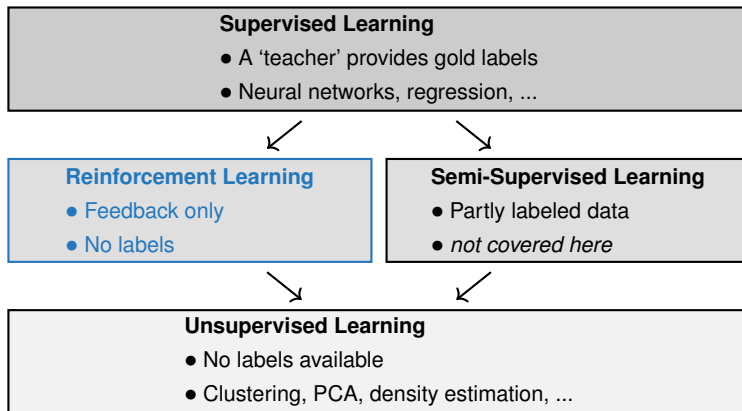 Supervised Learning
● A ‘teacher’ provides gold labels
● Neural networks, regression, ...
Reinforcement Learning
● Feedback only
● No labels
Semi-Supervised Learning
● Partly labeled data
● not covered here
Unsupervised Learning
● No labels available
● Clustering, PCA, density estimation, ...